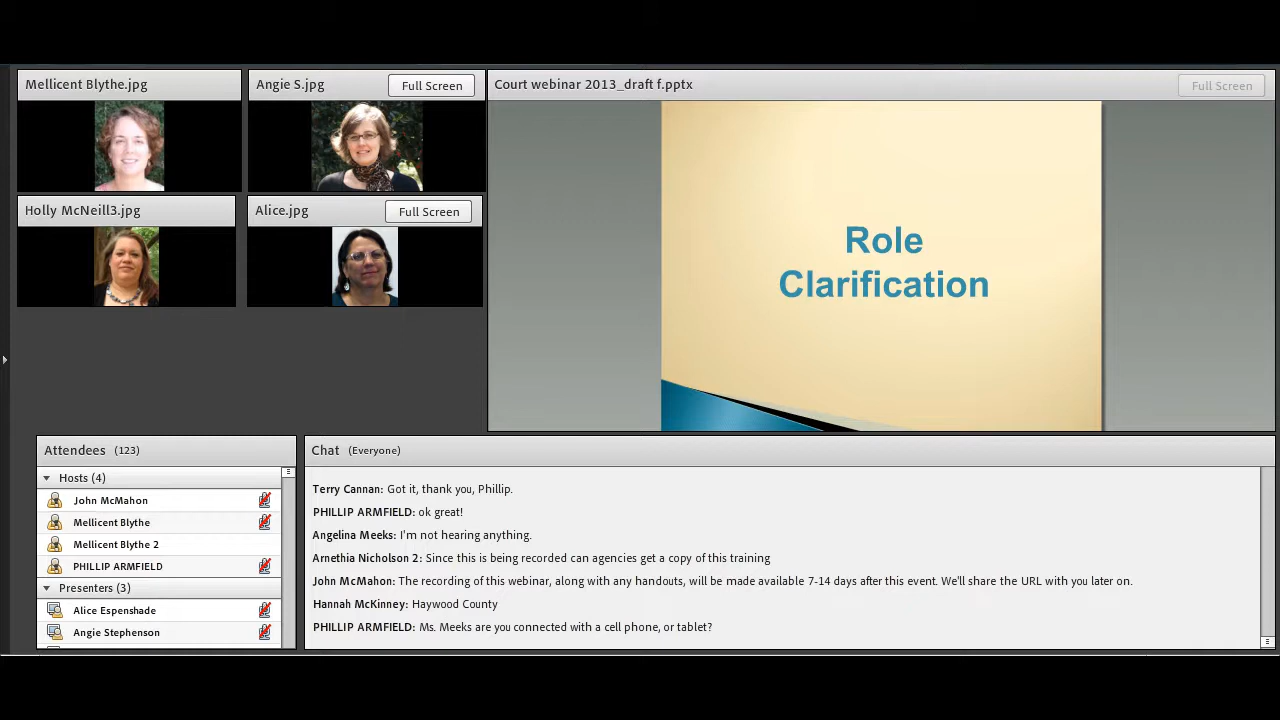 Mellicent Blythe.jpg
Angie S.jpg
Full Screen
Court webinar 2013_draft f.pptx
Full Screen
Holly McNeill3.jpg
Alice.jpg
Full Screen
Role
Clarification
Attendees (123)
Hosts (4)
John McMahon
Mellicent Blythe
Mellicent Blythe 2
PHILLIP ARMFIELD
Presenters (3)
Alice Espenshade
Angie Stephenson
Chat (Everyone)
Terry Cannan: Got it, thank you, Phillip.
PHILLIP ARMFIELD: ok great!
Angelina Meeks: I'm not hearing anything.
Arnethia Nicholson 2: Since this is being recorded can agencies get a copy of this training
John McMahon: The recording of this webinar, along with any handouts, will be made available 7-14 days after this event. We'll share the URL with you later on.
Hannah McKinney: Haywood County
PHILLIP ARMFIELD: Ms. Meeks are you connected with a cell phone, or tablet?